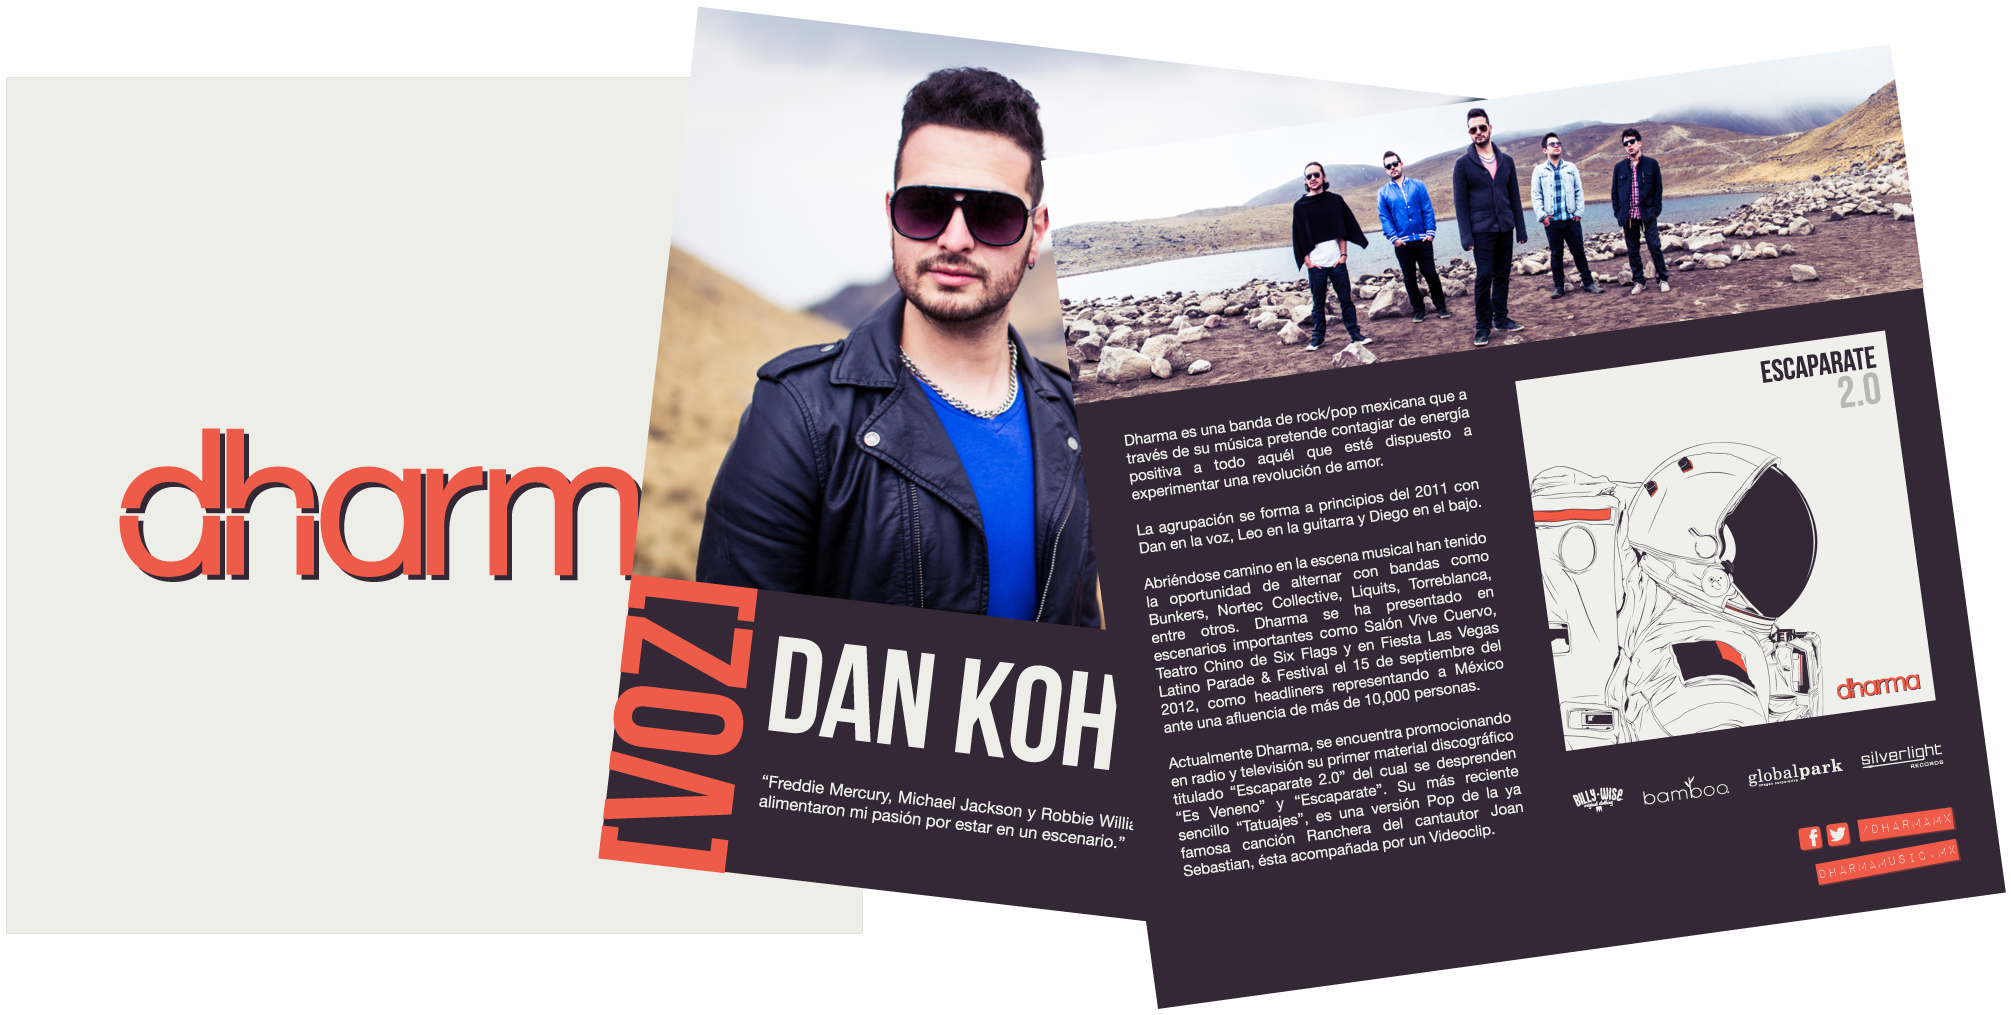 dharm
[VOZ]
DAN KOH
“Freddie Mercury, Michael Jackson y Robbie Willia
alimentaron mi pasión por estar en un escenario.”
Dharma es una banda de rock/pop mexicana que a
través de su música pretende contagiar de energía
positiva a todo aquél que esté dispuesto a
experimentar una revolución de amor.
La agrupación se forma a principios del 2011 con
Dan en la voz, Leo en la guitarra y Diego en el bajo.
Abriéndose camino en la escena musical han tenido
la oportunidad de alternar con bandas como
Bunkers, Nortec Collective, Liquits, Torreblanca,
entre otros. Dharma se ha presentado en
escenarios importantes como Salón Vive Cuervo,
Teatro Chino de Six Flags y en Fiesta Las Vegas
Latino Parade & Festival el 15 de septiembre del
2012, como headliners representando a México
ante una afluencia de más de 10,000 personas.
Actualmente Dharma, se encuentra promocionando
en radio y televisión su primer material discográfico
titulado “Escaparate 2.0” del cual se desprenden
“Es Veneno” y “Escaparate”. Su más reciente
sencillo “Tatuajes”, es una versión Pop de la ya
famosa canción Ranchera del cantautor Joan
Sebastian, ésta acompañada por un Videoclip.
ESCAPARATE
2.0
dharma
BILLY-WISE
bamboa
globalpark
silverlight
RECORDS
/DHARMAMX
DHARMAMUSIC.MX